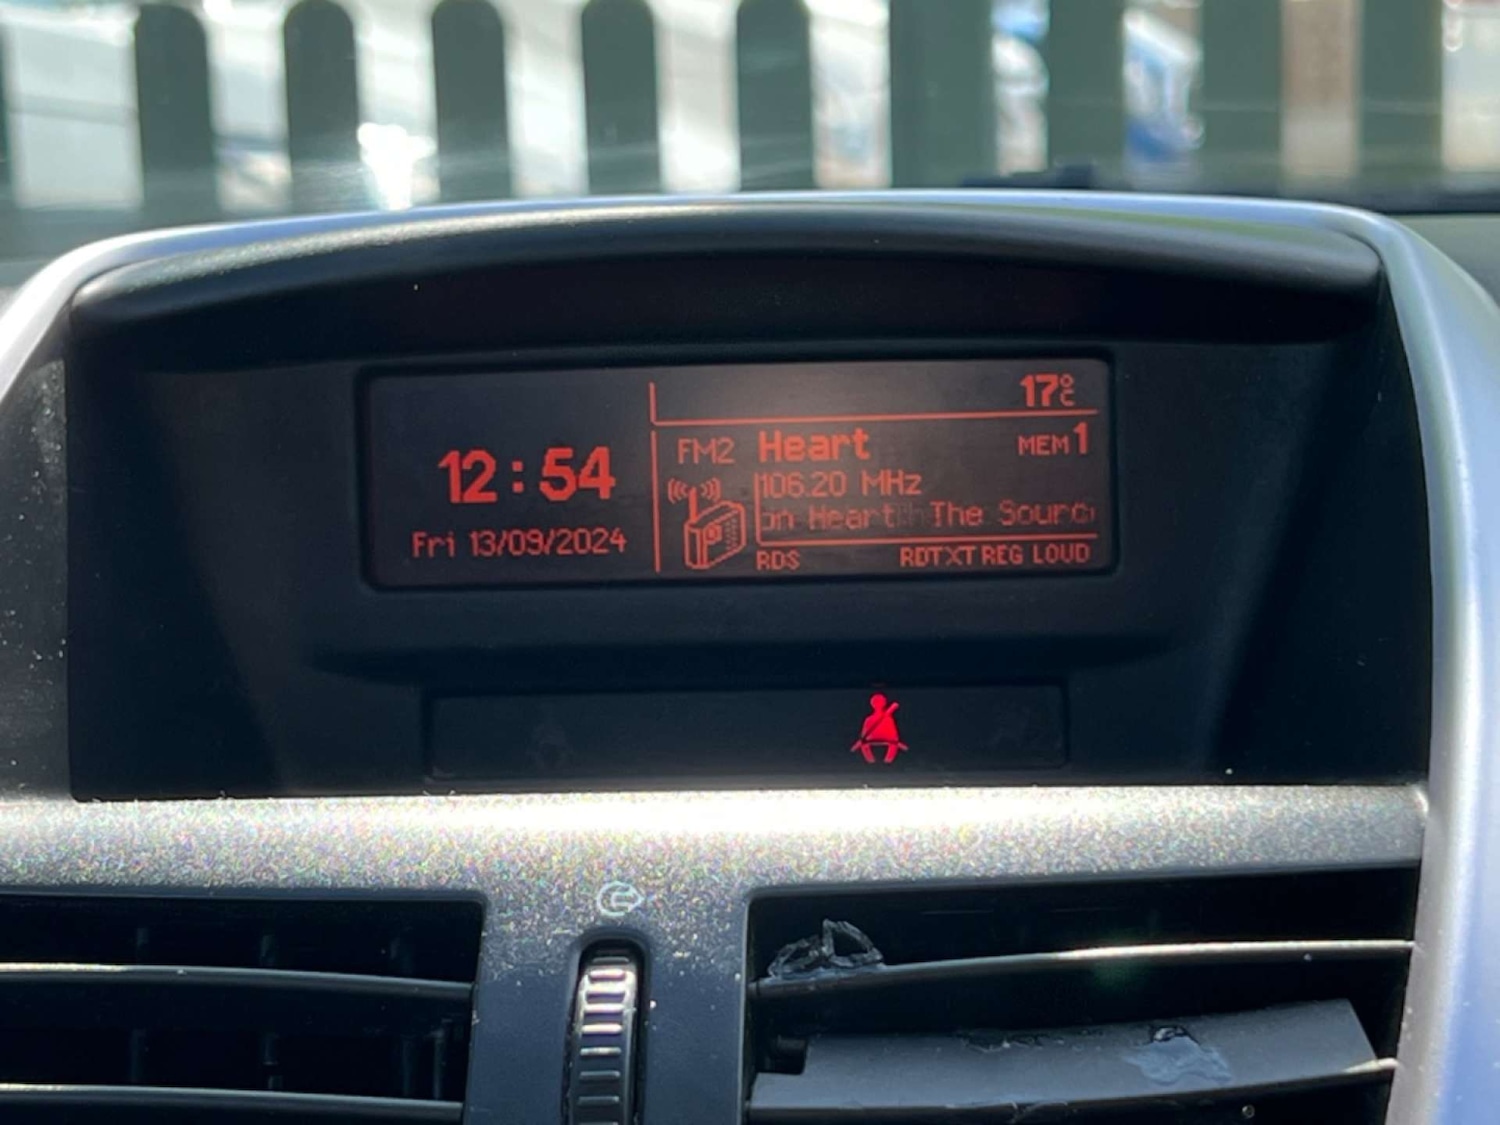 17°C
12:54
Fri 13/09/2024
FM2 Heart MEM 1
106.20 MHz
on Heart The
RDS RDTXT REG LOUD